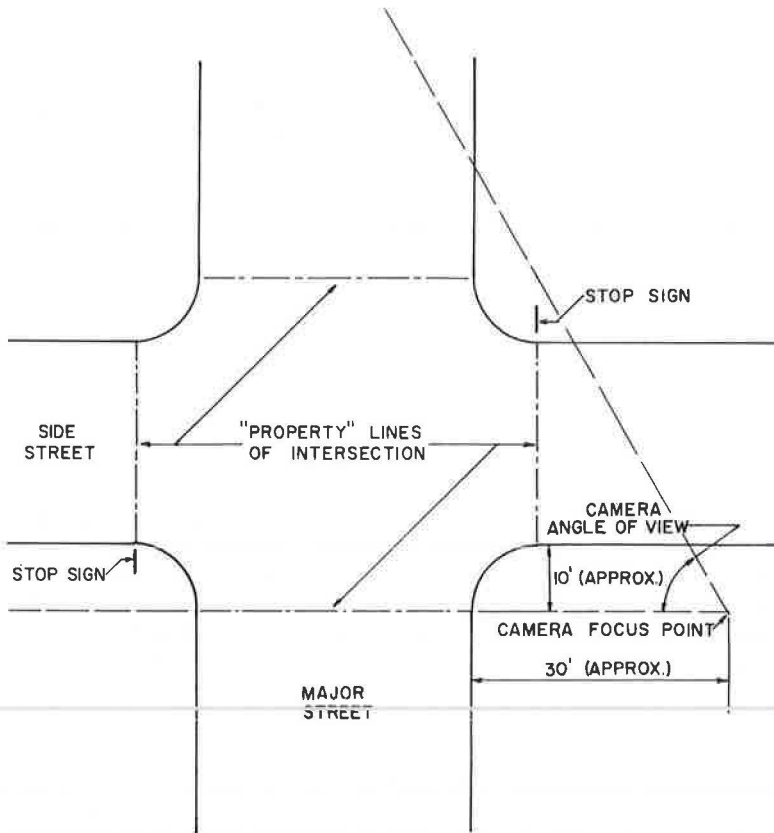 STOP SIGN
SIDE
STREET
"PROPERTY" LINES
OF INTERSECTION
CAMERA
ANGLE OF VIEW
STOP SIGN
10' (APPROX.)
CAMERA FOCUS POINT
30' (APPROX.)
MAJOR
STREET